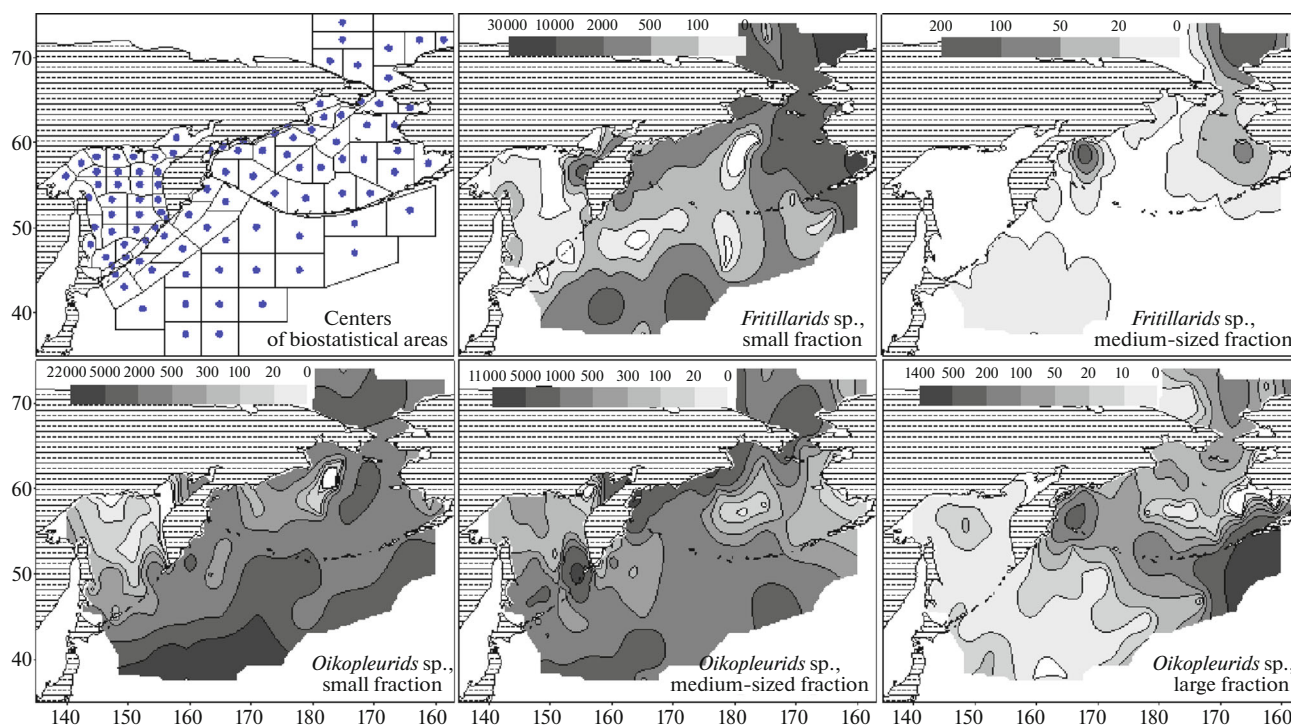 30000 10000 2000 500 100 0
200 100 50 20 0
70
60
50
40
Centers
of biostatistical areas
Fritillarids sp.,
small fraction
Fritillarids sp.,
medium-sized fraction
22000 5000 2000 500 100 20 0
11000 5000 1000 500 300 100 20 0
1400 500 200 100 50 20 10 0
70
60
50
40
Oikopleurids sp.,
small fraction
Oikopleurids sp.,
medium-sized fraction
Oikopleurids sp.,
large fraction
140 150 160 170 180 170 160
140 150 160 170 180 170 160
140 150 160 170 180 170 160